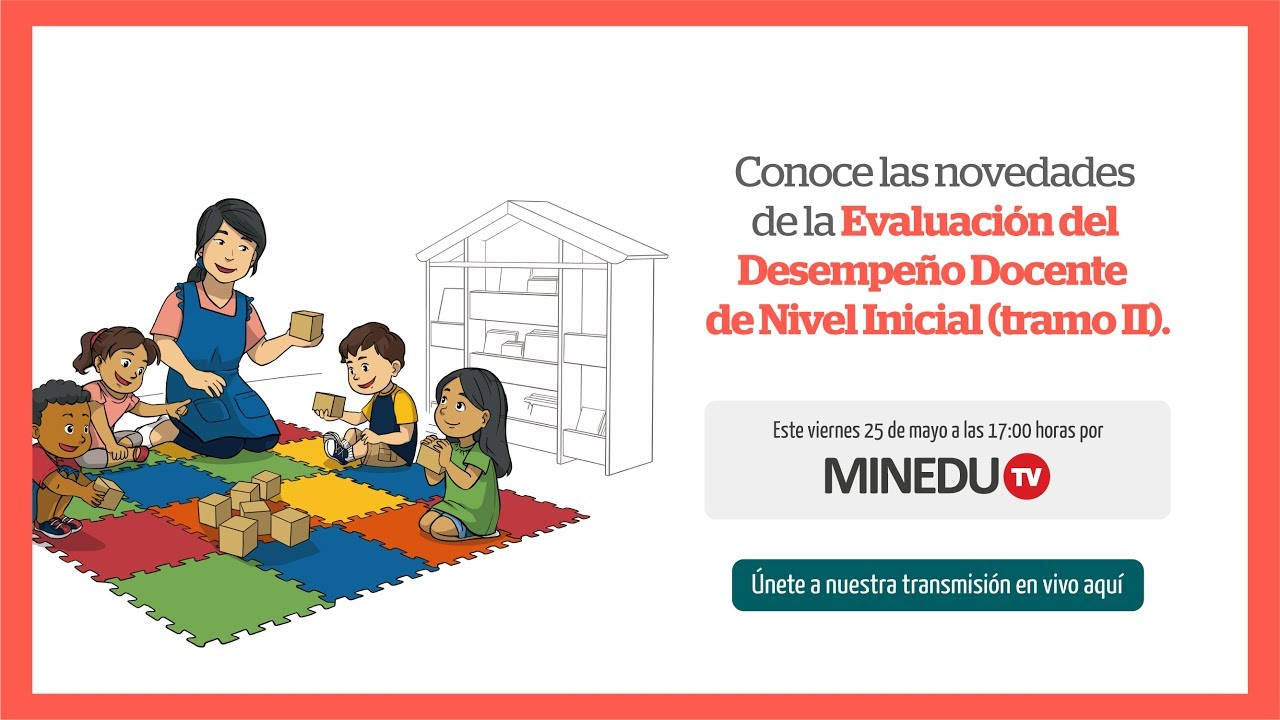 Conoce las novedades
de la Evaluación del
Desempeño Docente
de Nivel Inicial (tramo II).
Este viernes 25 de mayo a las 17:00 horas por
MINEDU TV
Únete a nuestra transmisión en vivo aquí